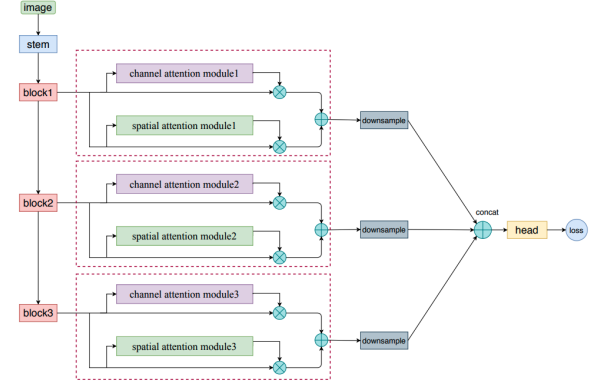 image
stem
block1
channel attention module1
spatial attention module1
downsample
block2
channel attention module2
spatial attention module2
downsample
concat
head
loss
block3
channel attention module3
spatial attention module3
downsample